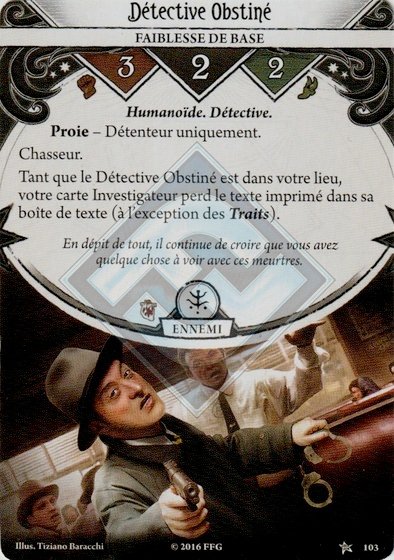 Détective Obstiné
FAIBLESSE DE BASE
3 2 2
Humanoïde. Détective.
Proie – Détenteur uniquement.
Chasseur.
Tant que le Détective Obstiné est dans votre lieu,
votre carte Investigateur perd le texte imprimé dans sa
boîte de texte (à l'exception des Traits).
En dépit de tout, il continue de croire que vous avez
quelque chose à voir avec ces meurtres.
ENNEMI
Illus. Tiziano Baracchi © 2016 FFG 103